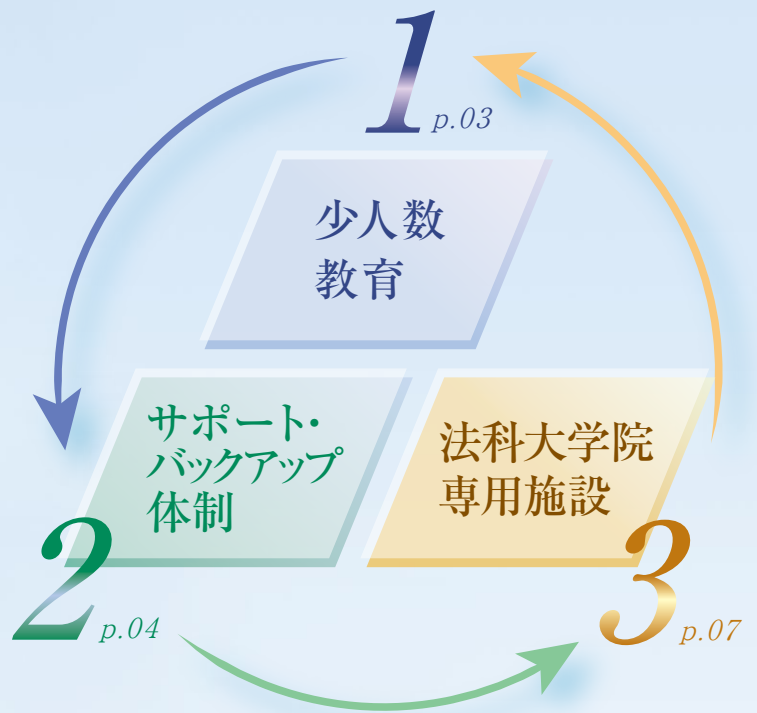 1
p.03
少人数
教育
2
p.04
サポート・
バックアップ
体制
3
p.07
法科大学院
専用施設